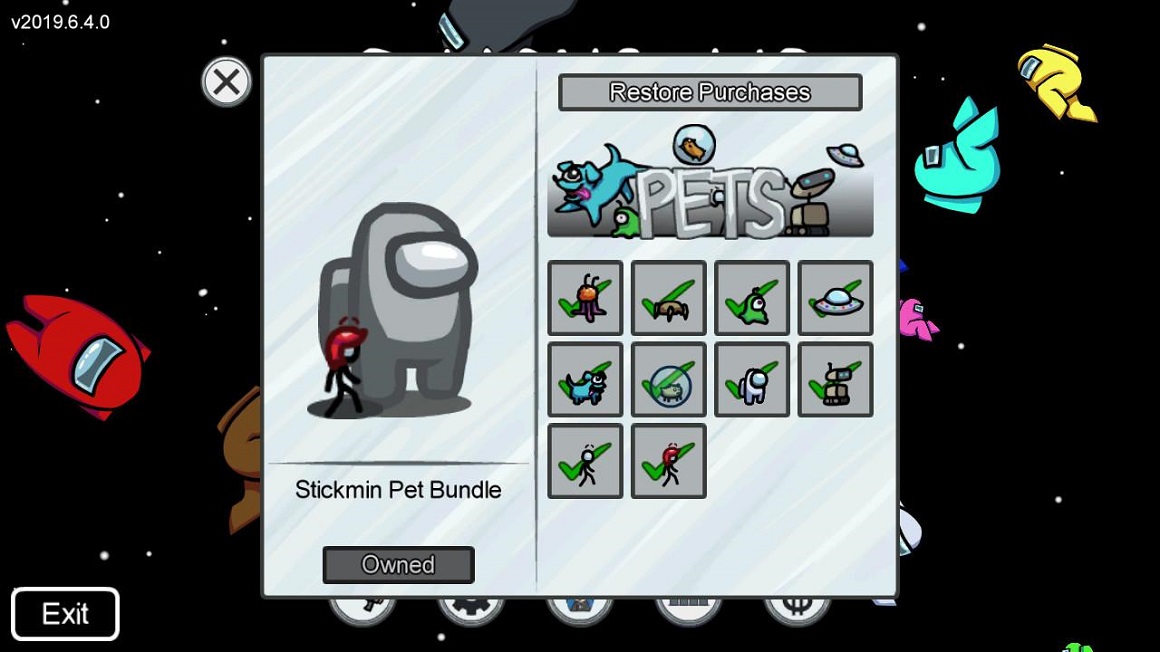 v2019.6.4.0
Restore Purchases
PETS
Stickmin Pet Bundle
Owned
Exit